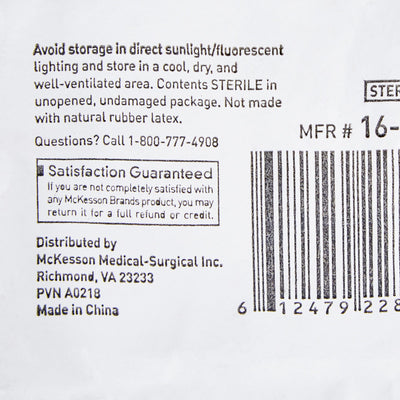 Avoid storage in direct sunlight/fluorescent
lighting and store in a cool, dry, and
well-ventilated area. Contents STERILE in
unopened, undamaged package. Not made
with natural rubber latex.
Questions? Call 1-800-777-4908
STER
MFR # 16-
Satisfaction Guaranteed
If you are not completely satisfied with
any McKesson Brands product, you may
return it for a full refund or credit.
Distributed by
McKesson Medical-Surgical Inc.
Richmond, VA 23233
PVN A0218
Made in China
6 12479 228